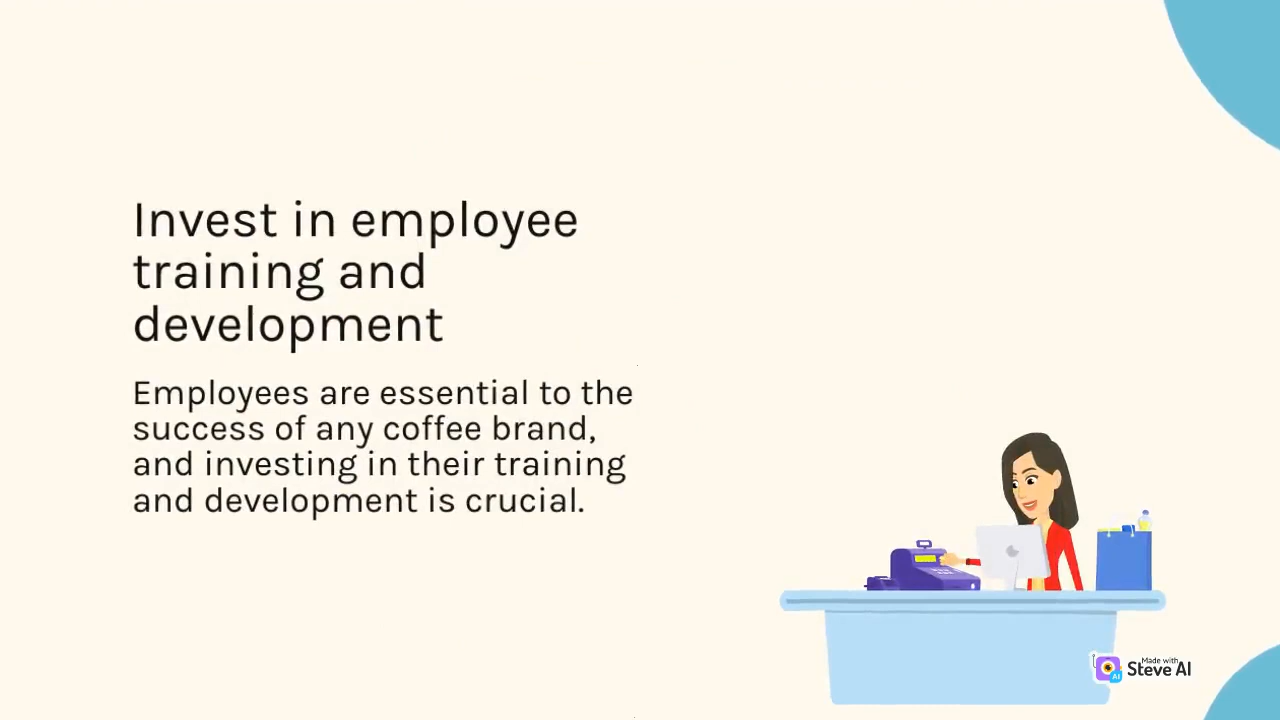 Invest in employee
training and
development
Employees are essential to the
success of any coffee brand,
and investing in their training
and development is crucial.
Made with
Steve AI
AI